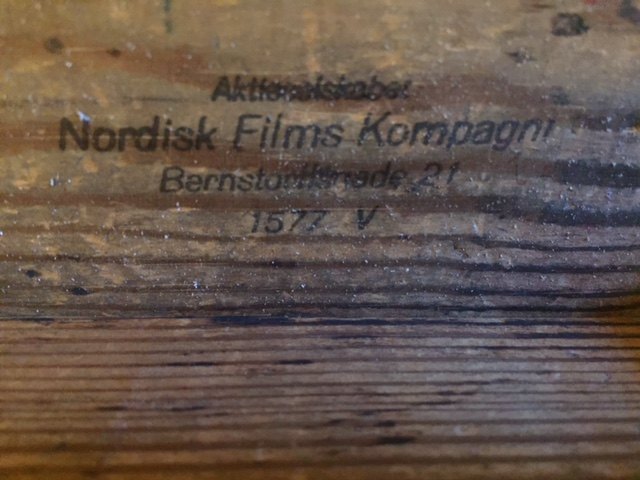 Aktieselskabet
Nordisk Films Kompagni
Bernstorffsgade 21
1577 V